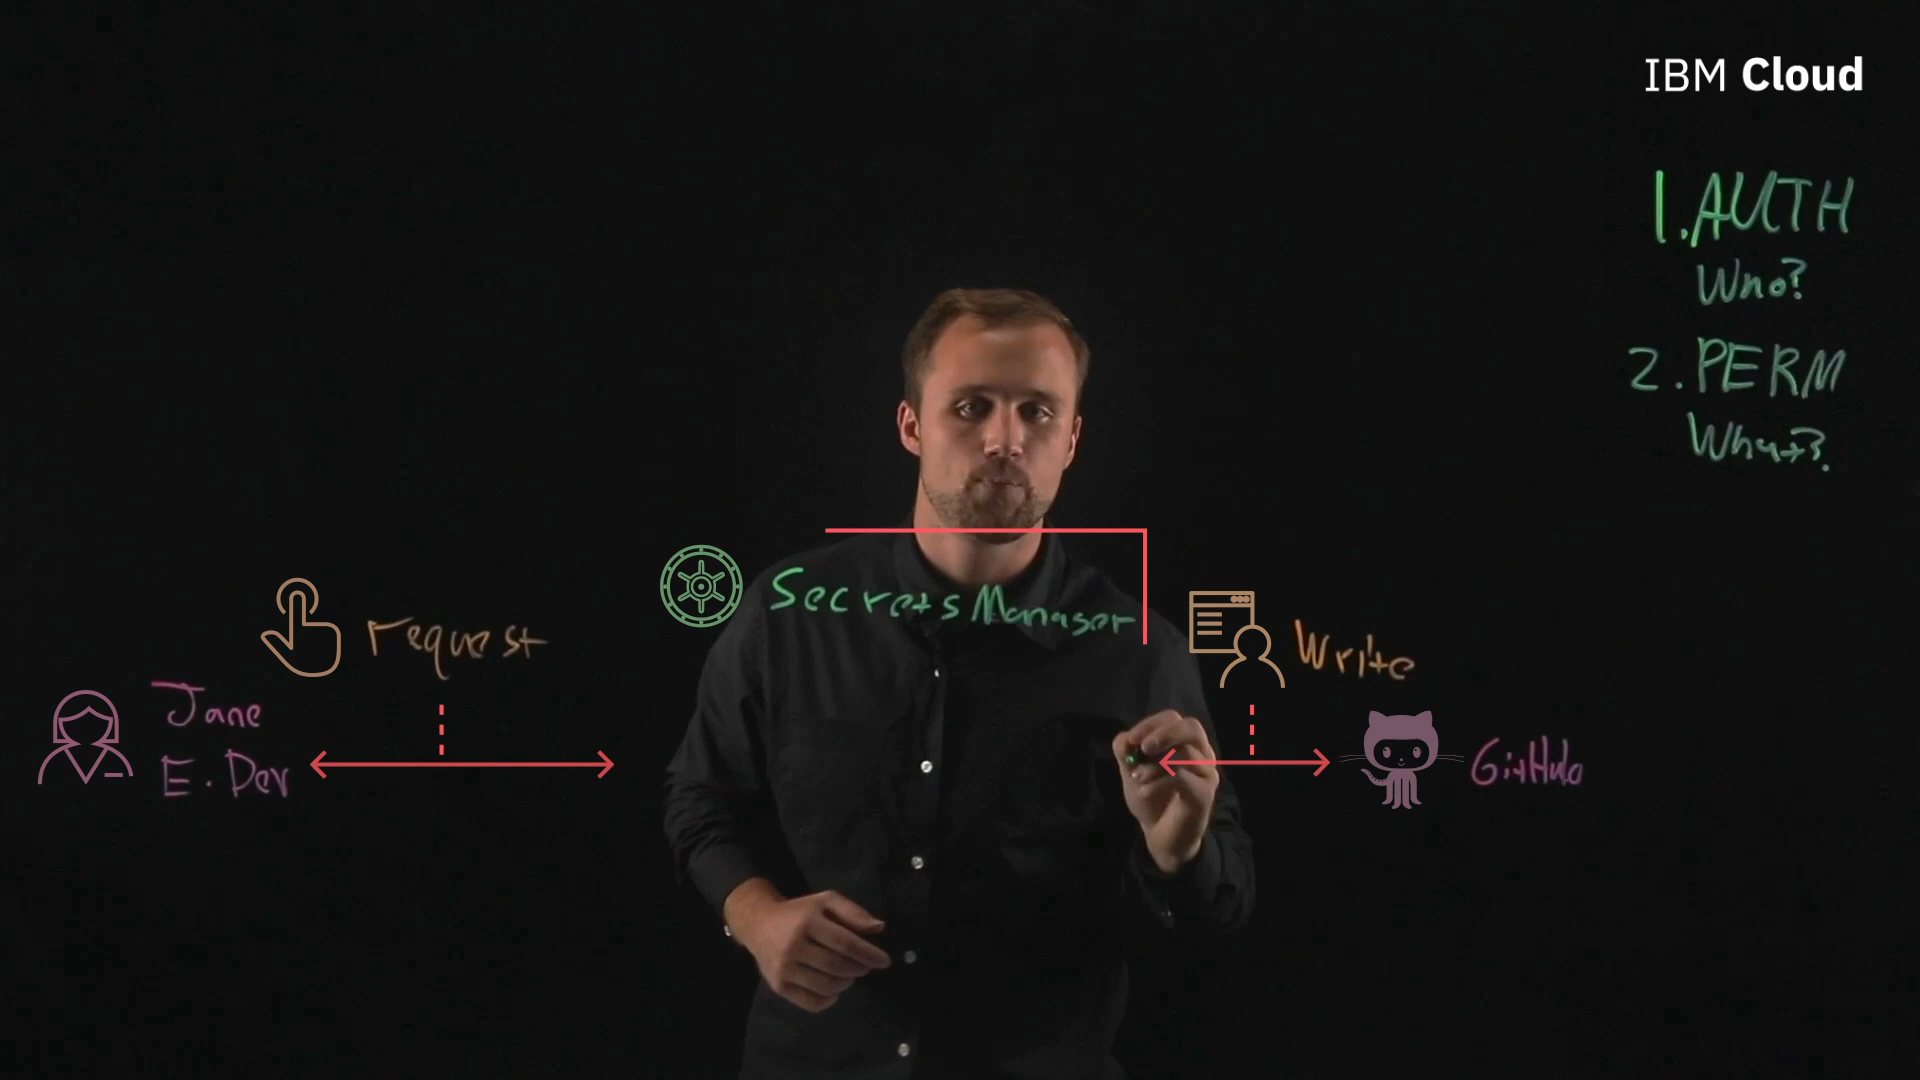 IBM Cloud
1. AUTH
Who?
2. PERM
What?
Secrets Manager
request
Write
Jane
E. Dev
GitHub